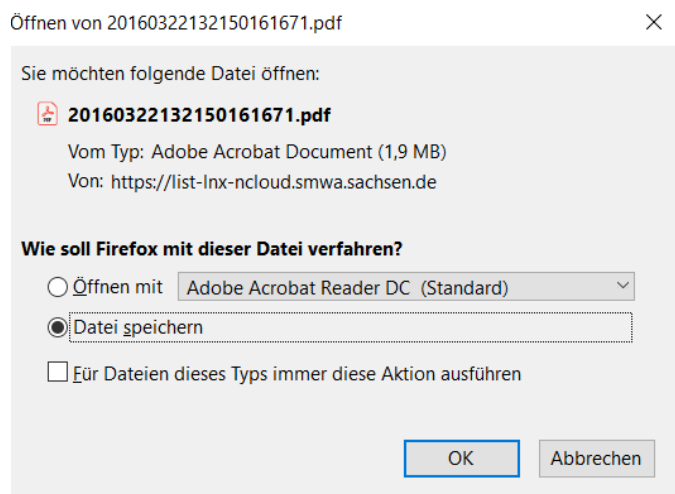 Öffnen von 20160322132150161671.pdf
Sie möchten folgende Datei öffnen:
20160322132150161671.pdf
Vom Typ: Adobe Acrobat Document (1,9 MB)
Von: https://list-lnx-ncloud.smwa.sachsen.de
Wie soll Firefox mit dieser Datei verfahren?
Öffnen mit Adobe Acrobat Reader DC (Standard)
Datei speichern
Für Dateien dieses Typs immer diese Aktion ausführen
OK Abbrechen